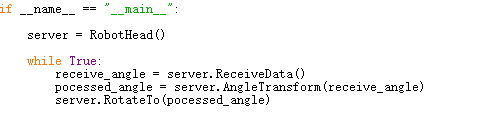 if __name__ == "__main__":
server = RobotHead()
while True:
receive_angle = server.ReceiveData()
pocessed_angle = server.AngleTransform(receive_angle)
server.RotateTo(pocessed_angle)